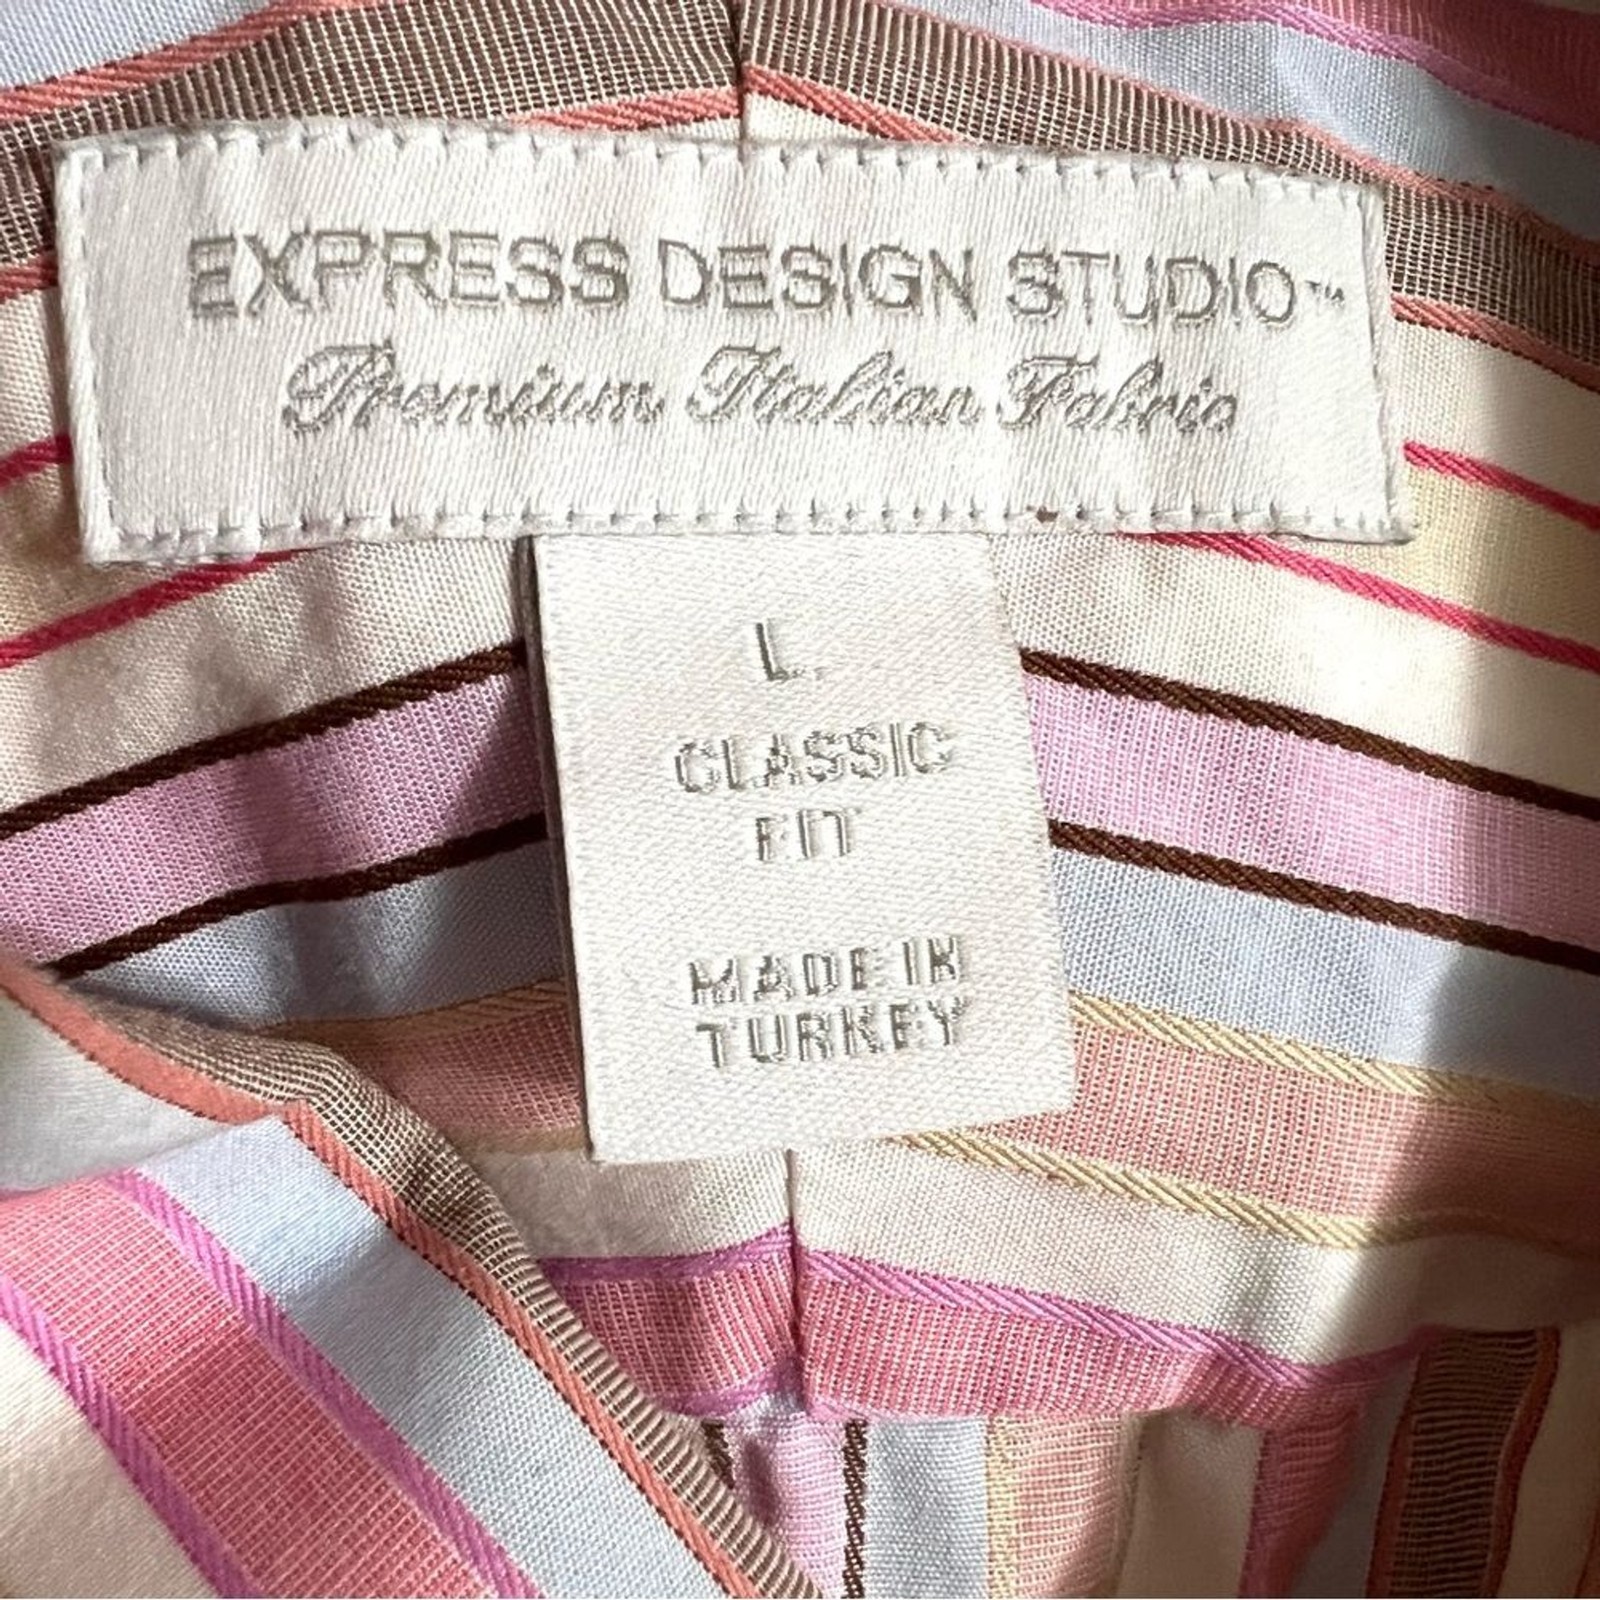 EXPRESS DESIGN STUDIO™
Premium Italian Fabric
L
CLASSIC
FIT
MADE IN
TURKEY